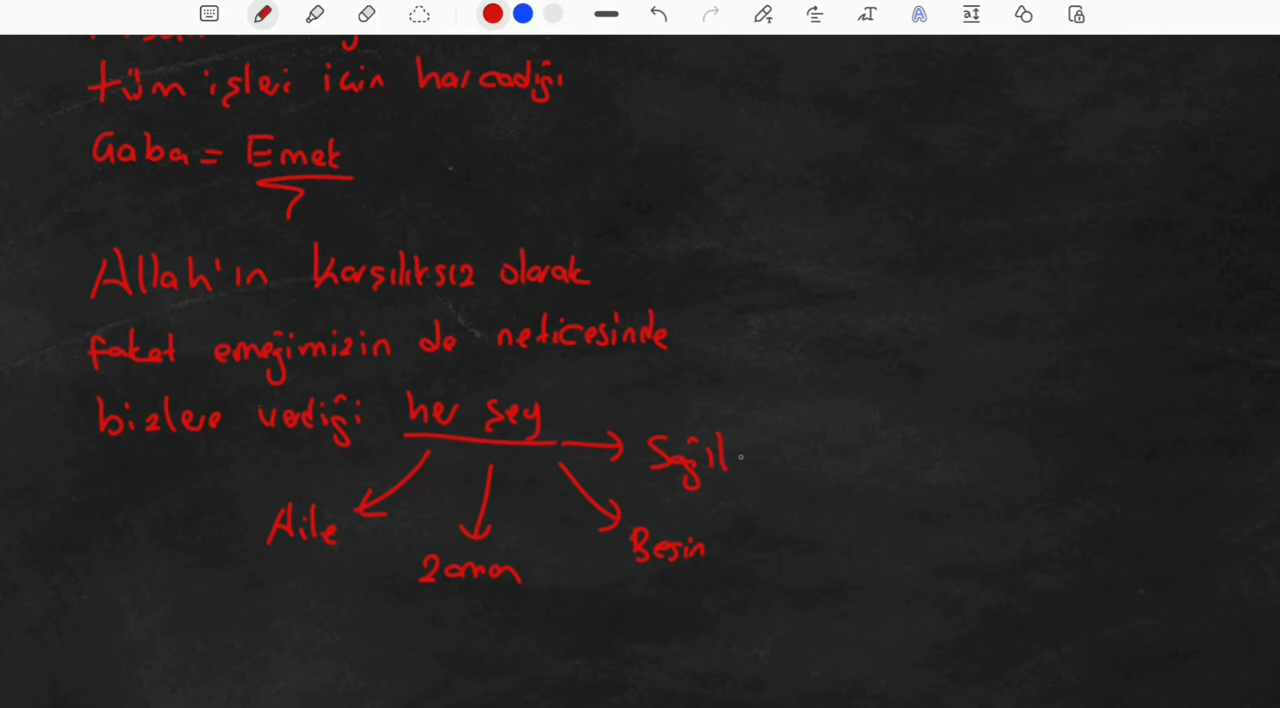 tüm işleri için harcadığı
Gaba = Emek
Allah'ın karşılıksız olarak
fakat emeğimizin de neticesinde
bizlere verdiği her şey
Sağıl
Aile
Besin
Zaman